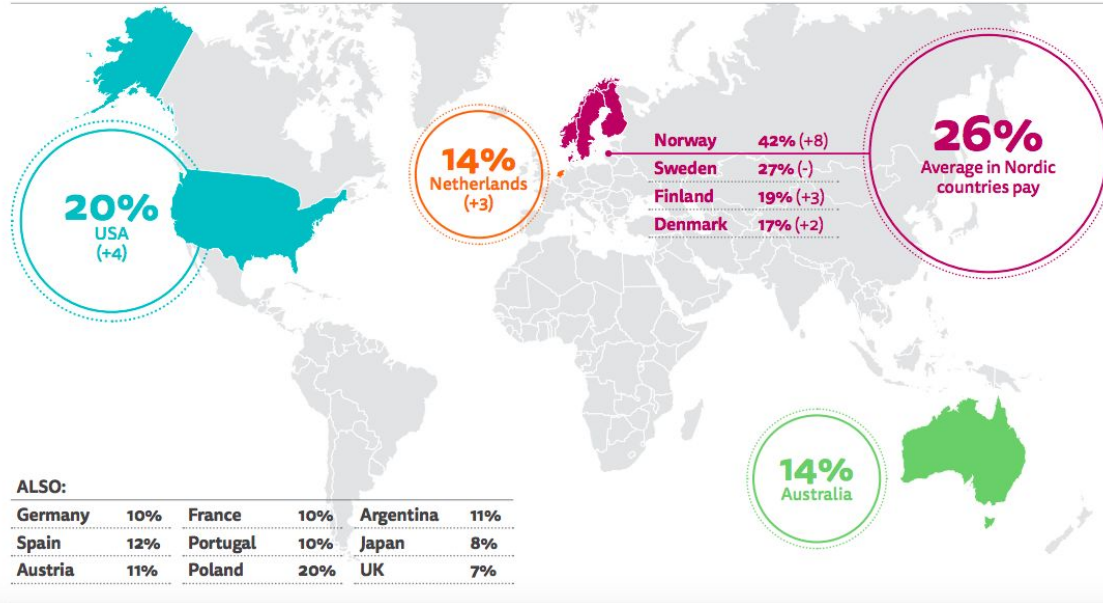 20%
USA
(+4)
14%
Netherlands
(+3)
Norway 42% (+8)
Sweden 27% (-)
Finland 19% (+3)
Denmark 17% (+2)
26%
Average in Nordic
countries pay
14%
Australia
ALSO:
Germany 10% France 10% Argentina 11%
Spain 12% Portugal 10% Japan 8%
Austria 11% Poland 20% UK 7%